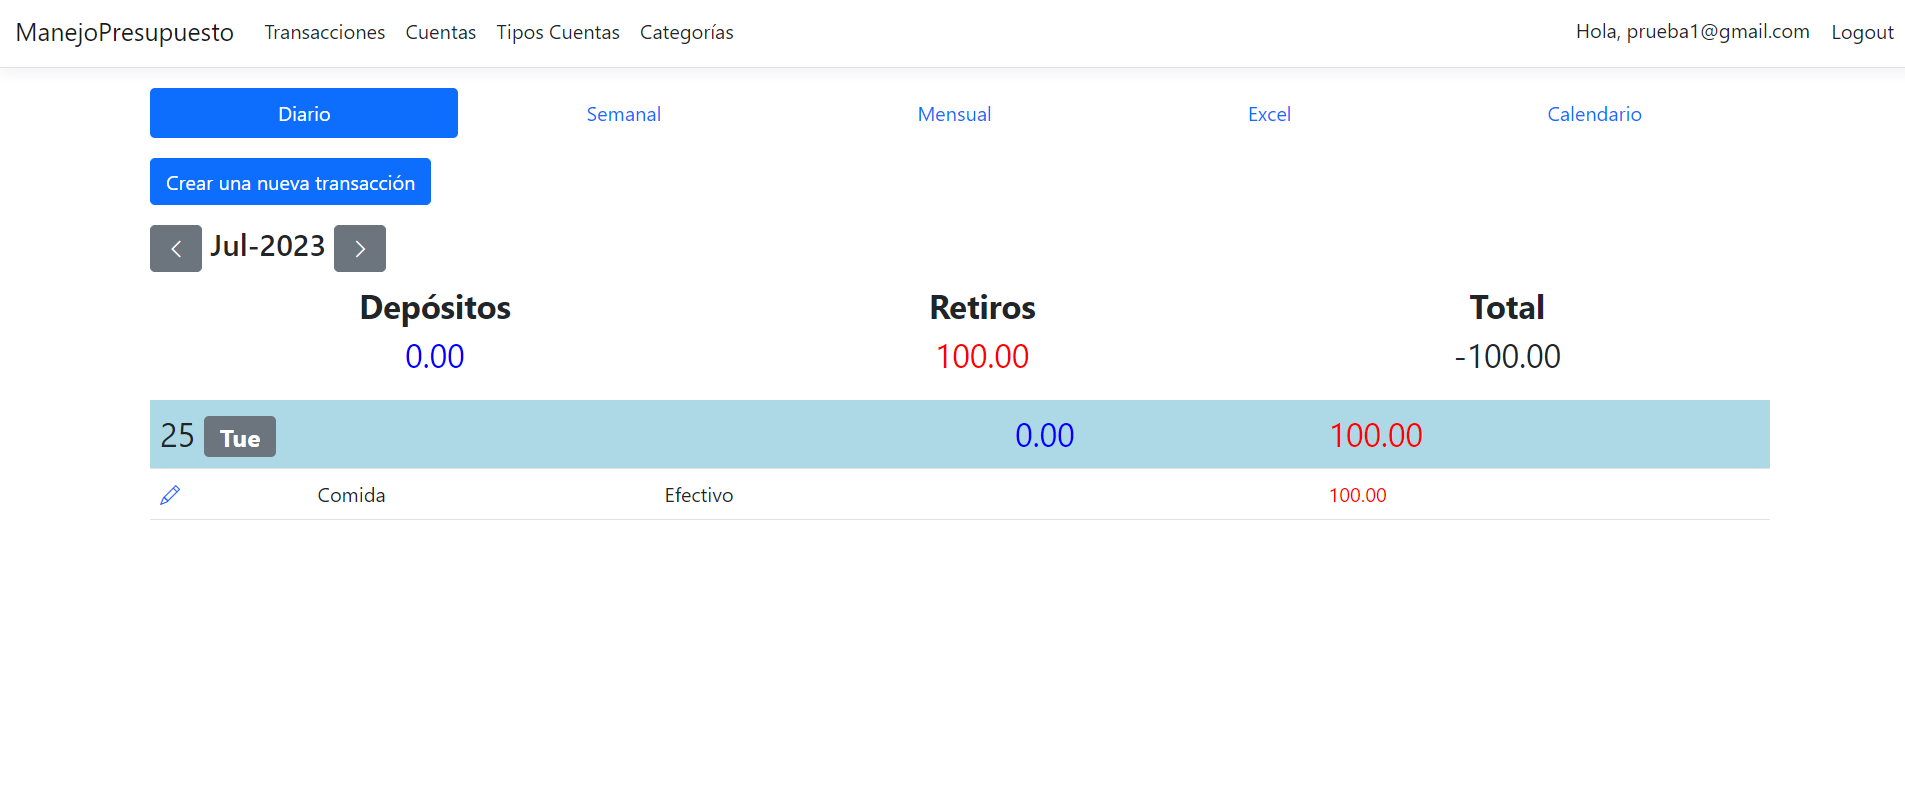 ManejoPresupuesto Transacciones Cuentas Tipos Cuentas Categorías Hola, prueba1@gmail.com Logout
Diario Semanal Mensual Excel Calendario
Crear una nueva transacción
Jul-2023
Depósitos Retiros Total
0.00 100.00 -100.00
25 Tue 0.00 100.00
Comida Efectivo 100.00